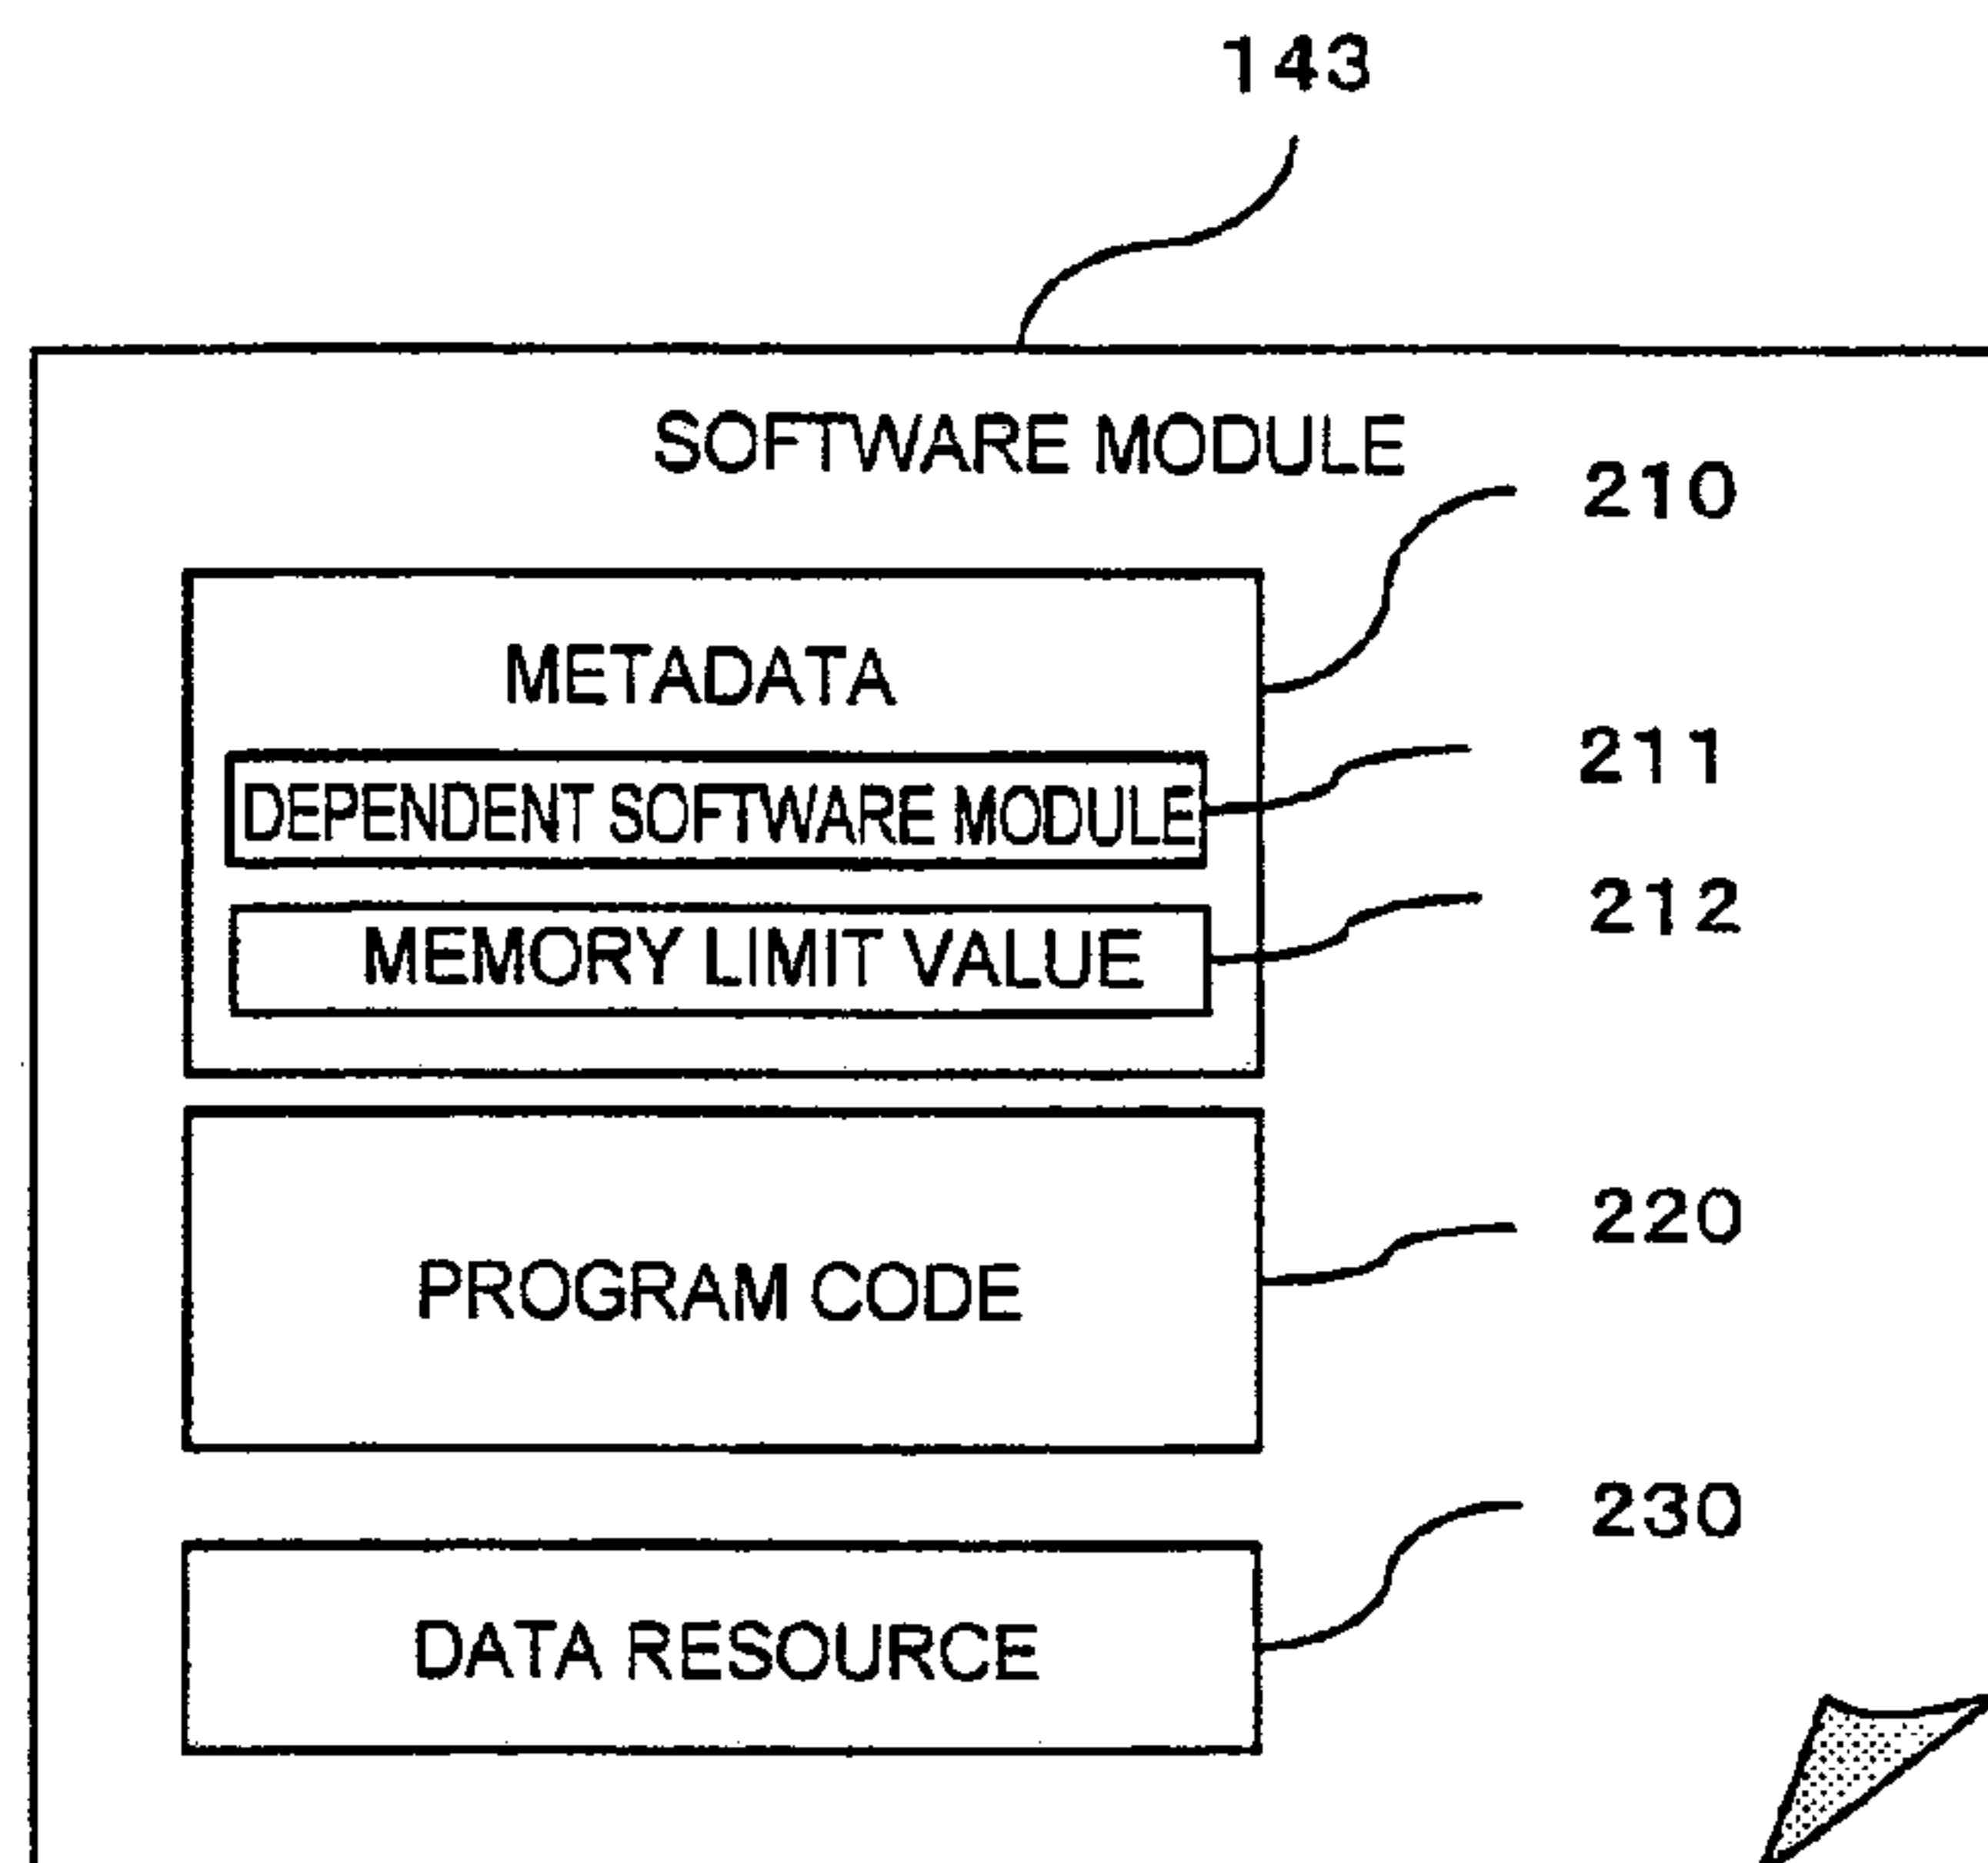 143
SOFTWARE MODULE
210
METADATA
211
DEPENDENT SOFTWARE MODULE
212
MEMORY LIMIT VALUE
220
PROGRAM CODE
230
DATA RESOURCE